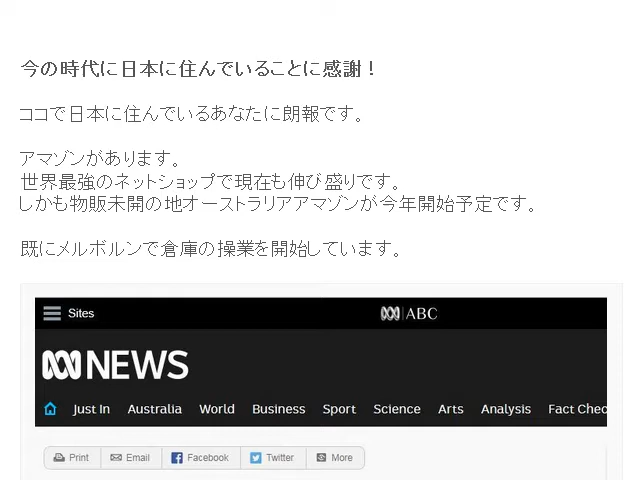 今の時代に日本に住んでいることに感謝！
ココで日本に住んでいるあなたに朗報です。
アマゾンがあります。
世界最強のネットショップで現在も伸び盛りです。
しかも物販未開の地オーストラリアアマゾンが今年開始予定です。
既にメルボルンで倉庫の操業を開始しています。
Sites ABC
NEWS
Just In Australia World Business Sport Science Arts Analysis Fact Chec
Print Email Facebook Twitter More